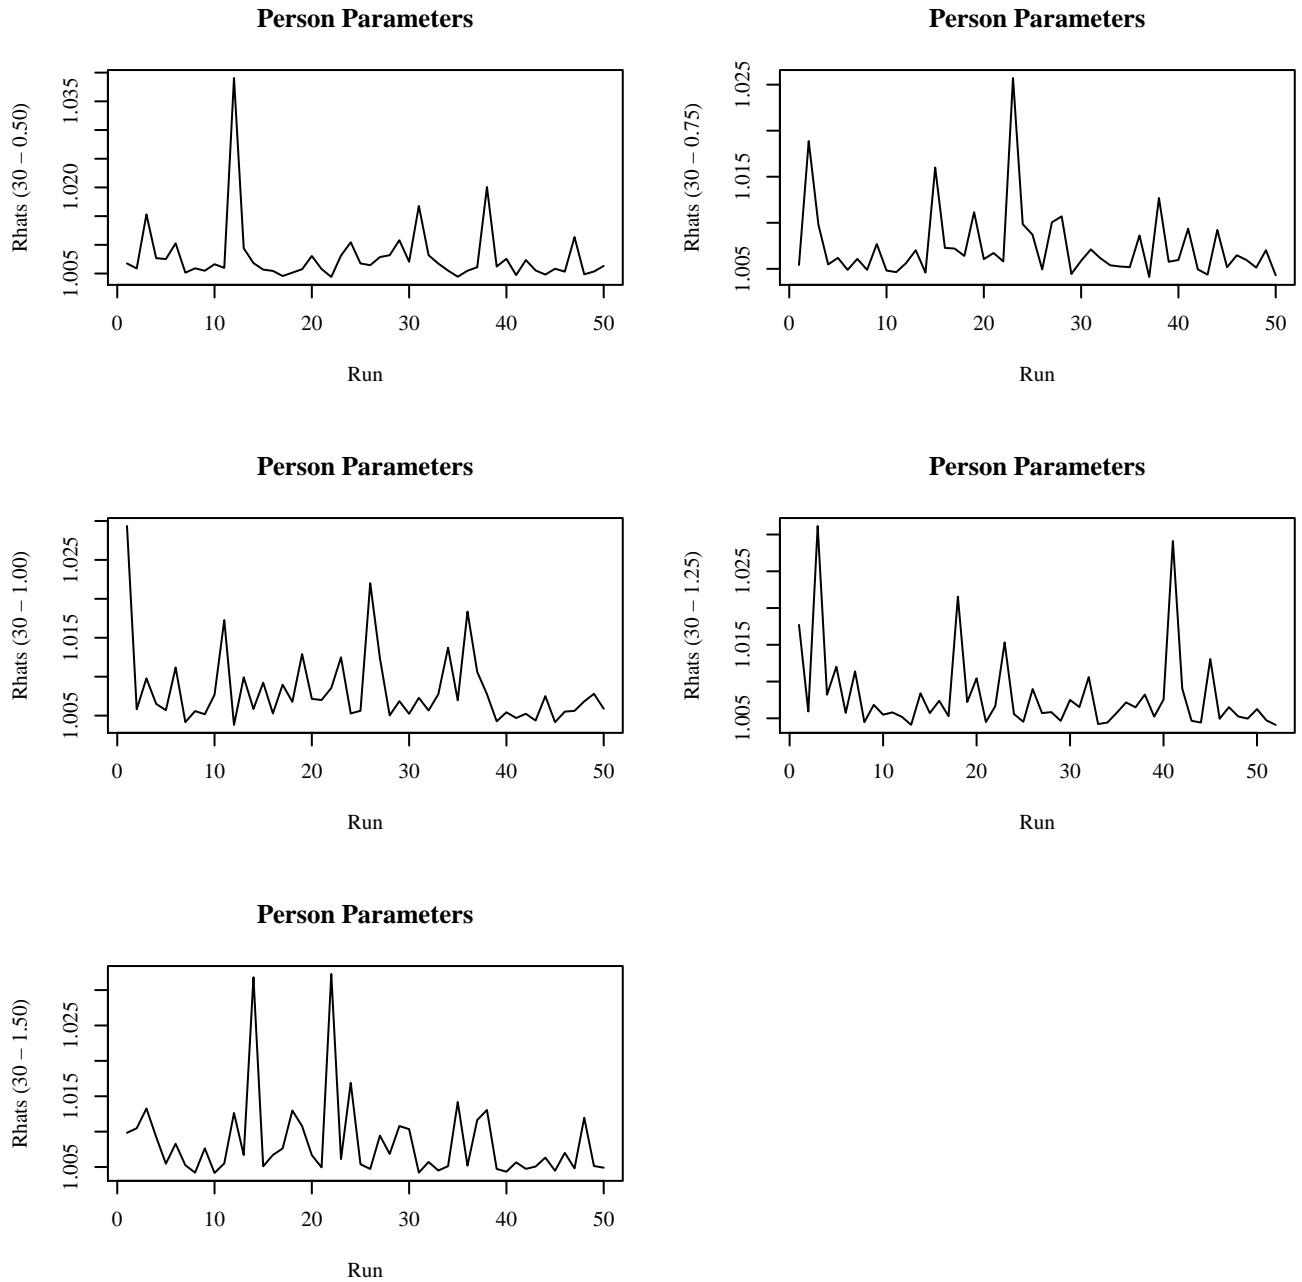 Person Parameters
Rhats (30 − 0.50)
1.035
1.020
1.005
0 10 20 30 40 50
Run
Person Parameters
Rhats (30 − 0.75)
1.025
1.015
1.005
0 10 20 30 40 50
Run
Person Parameters
Rhats (30 − 1.00)
1.025
1.015
1.005
0 10 20 30 40 50
Run
Person Parameters
Rhats (30 − 1.25)
1.025
1.015
1.005
0 10 20 30 40 50
Run
Person Parameters
Rhats (30 − 1.50)
1.025
1.015
1.005
0 10 20 30 40 50
Run